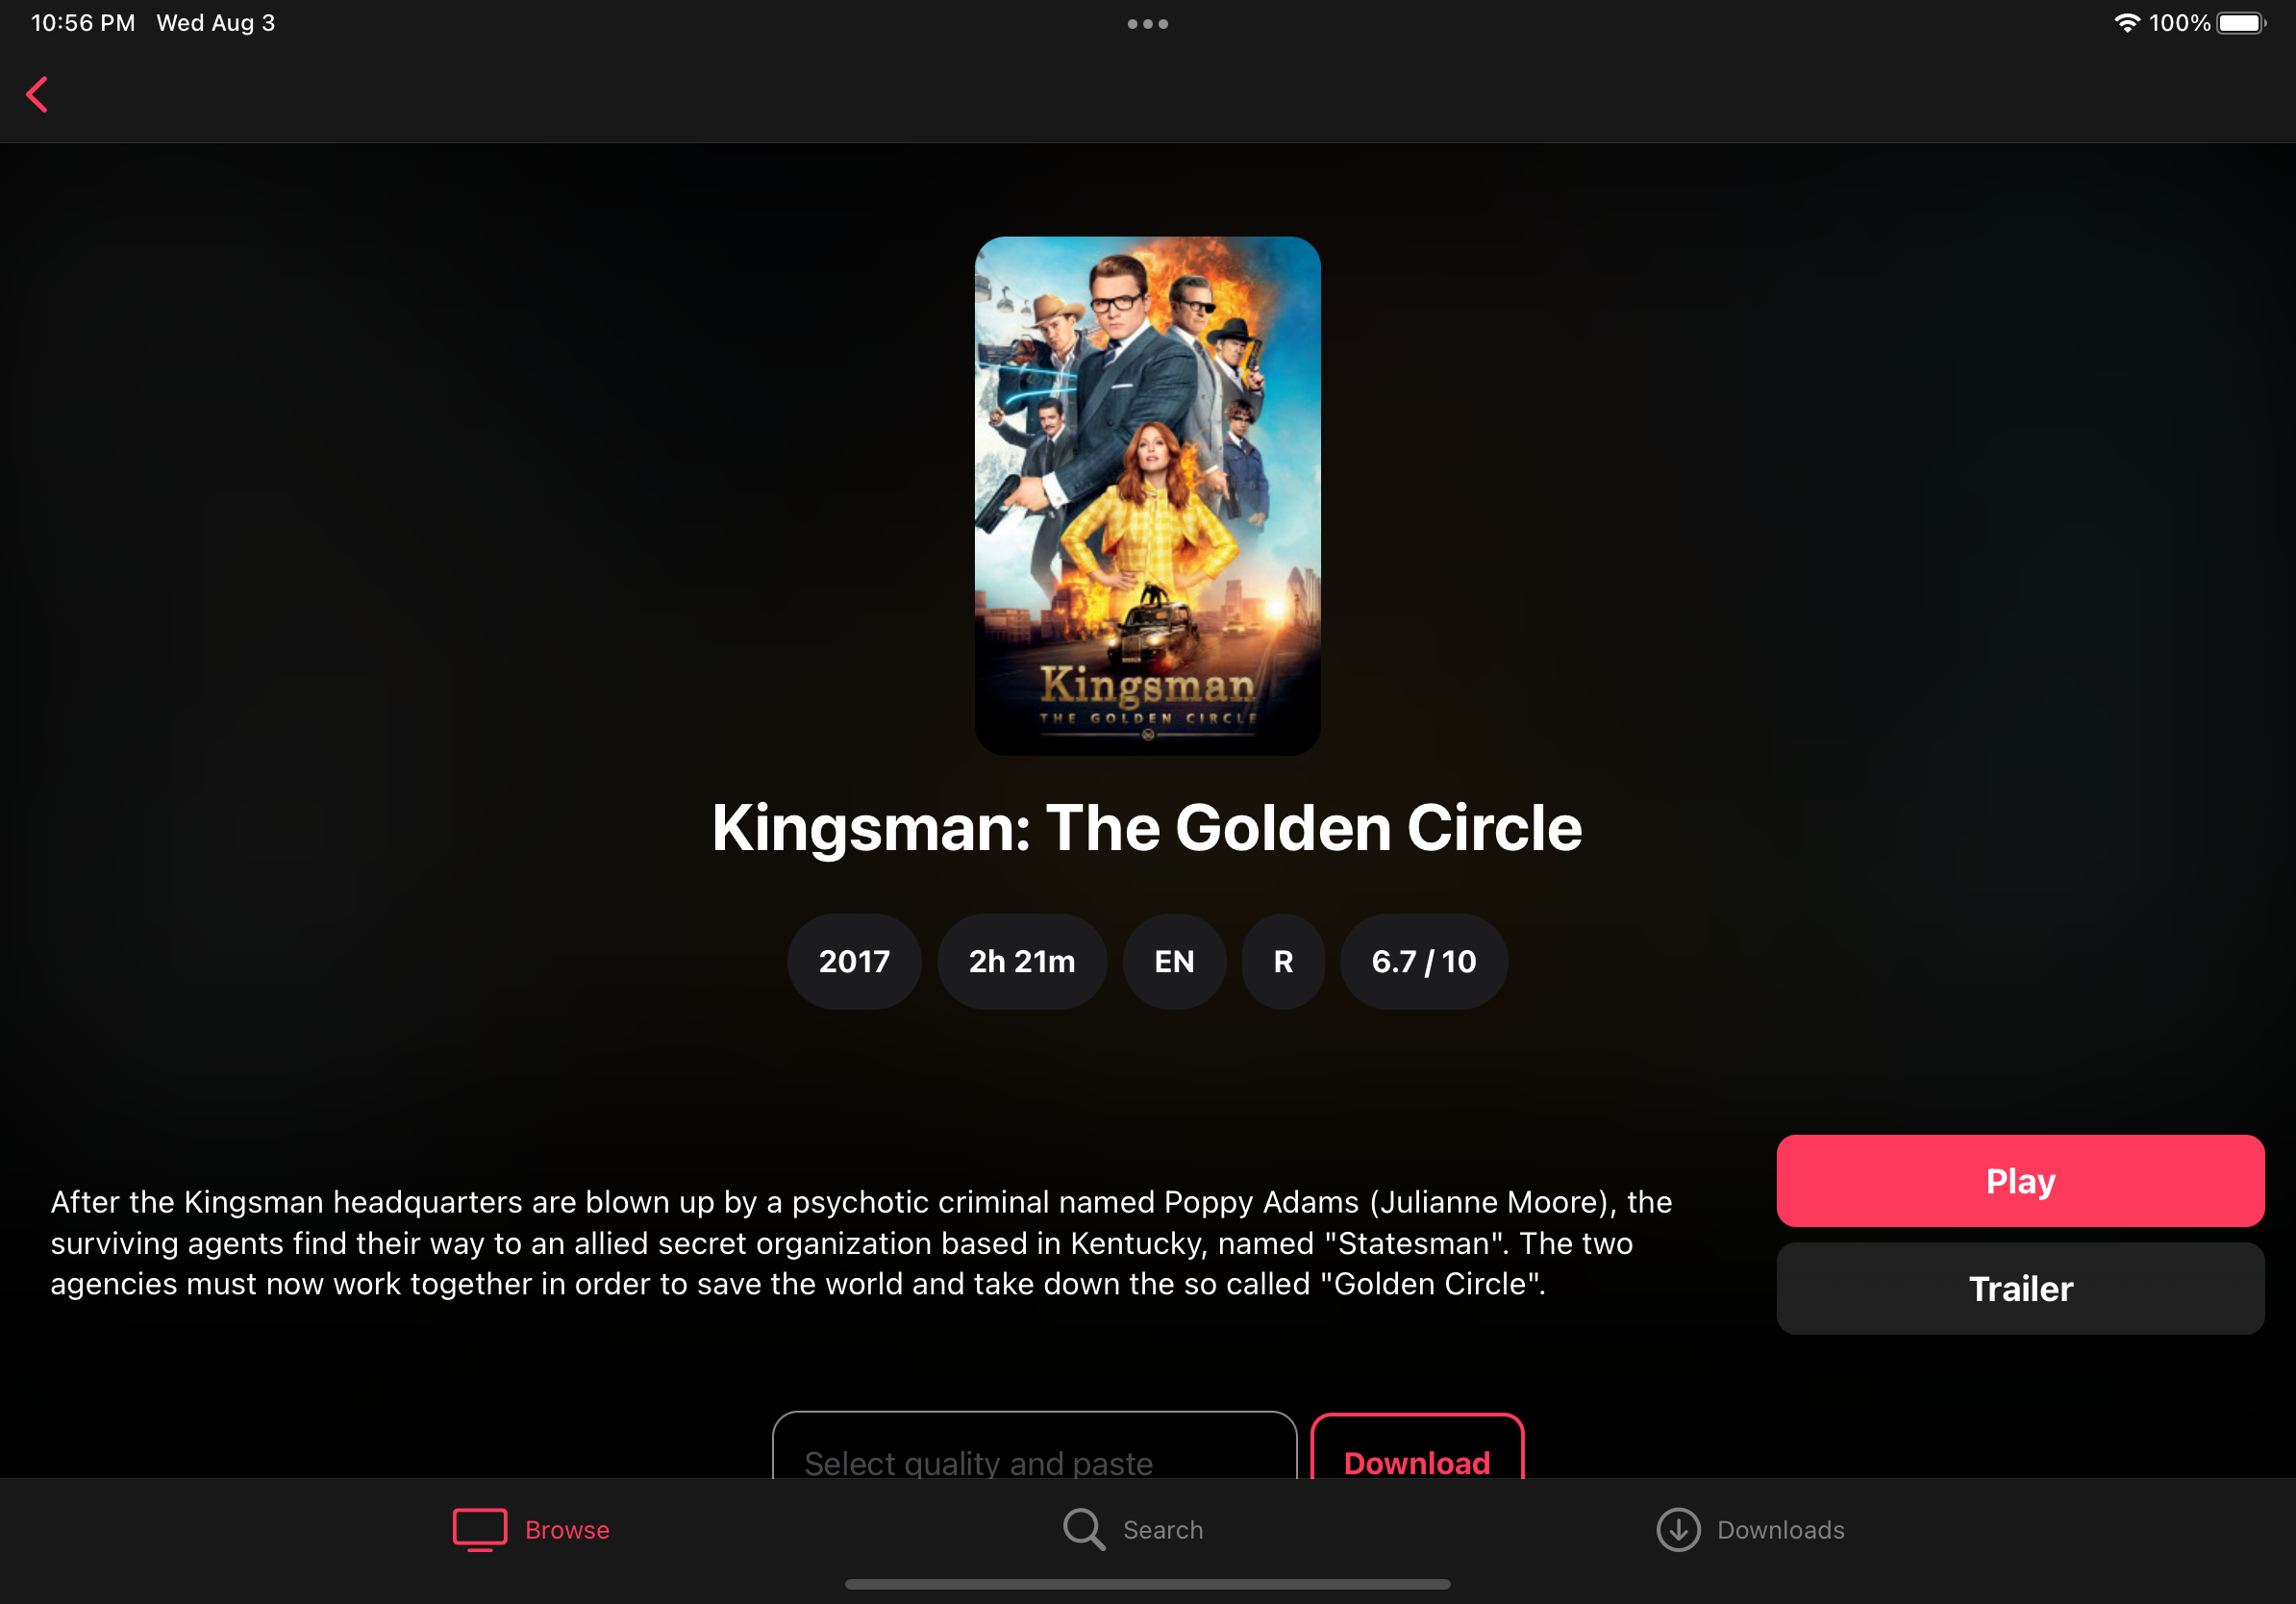 10:56 PM Wed Aug 3
100%
Kingsman
THE GOLDEN CIRCLE
Kingsman: The Golden Circle
2017 2h 21m EN R 6.7 / 10
Play
After the Kingsman headquarters are blown up by a psychotic criminal named Poppy Adams (Julianne Moore), the
surviving agents find their way to an allied secret organization based in Kentucky, named "Statesman". The two
agencies must now work together in order to save the world and take down the so called "Golden Circle".
Trailer
Select quality and paste
Download
Browse
Search
Downloads